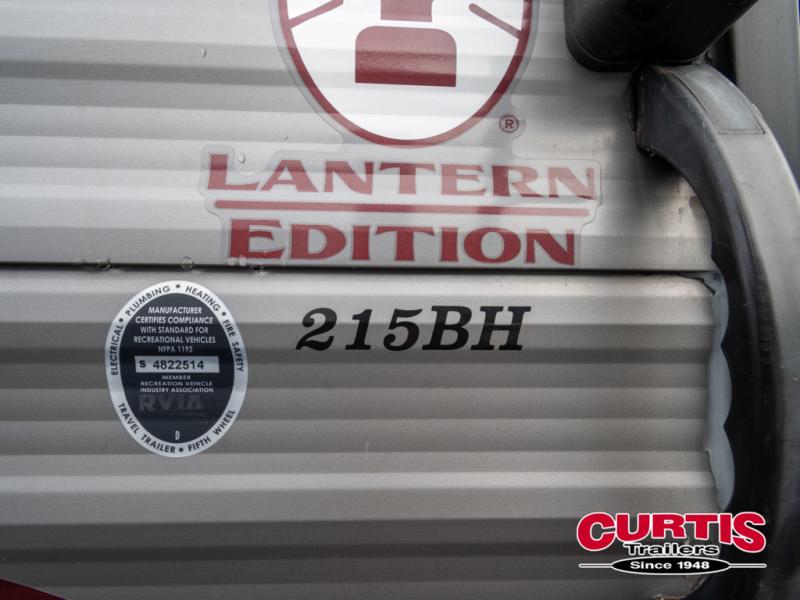 ®
LANTERN
EDITION
215BH
ELECTRICAL • PLUMBING • HEATING • FIRE SAFETY
MANUFACTURER
CERTIFIES COMPLIANCE
WITH STANDARD FOR
RECREATIONAL VEHICLES
NFPA 1192
S 4822514
MEMBER
RECREATION VEHICLE
INDUSTRY ASSOCIATION
RVIA
D
TRAVEL TRAILER • FIFTH WHEEL
CURTIS
Trailers
Since 1948